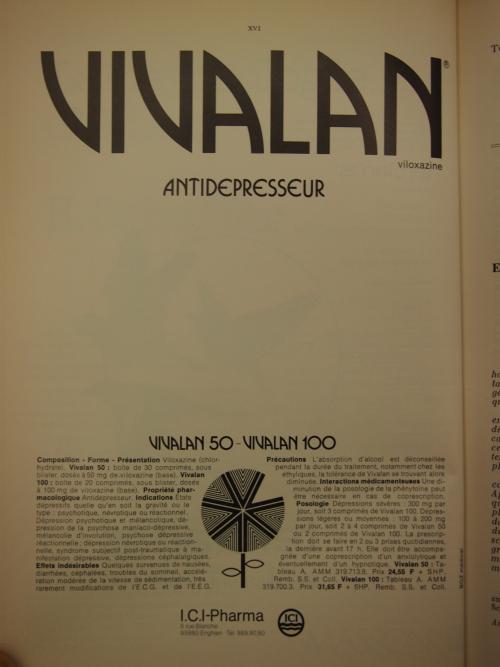 XVI
VIVALAN®
viloxazine
ANTIDEPRESSEUR
VIVALAN 50 - VIVALAN 100
Composition - Forme - Présentation Viloxazine (chlor-
hydrate). Vivalan 50 : boîte de 30 comprimés, sous
blister, dosés à 50 mg de viloxazine (base). Vivalan
100 : boîte de 20 comprimés, sous blister, dosés
à 100 mg de viloxazine (base). Propriété phar-
macologique Antidépresseur. Indications Etats
dépressifs quelle qu'en soit la gravité ou le
type : psychotique, névrotique ou réactionnel.
Dépression psychotique et mélancolique, dé-
pression de la psychose maniaco-dépressive,
mélancolie d'involution, psychose dépressive
réactionnelle ; dépression névrotique ou réaction-
nelle, syndrome subjectif post-traumatique à ma-
nifestation dépressive, dépressions céphalalgiques.
Effets indésirables Quelques survenues de nausées,
diarrhées, céphalées, troubles du sommeil, accélé-
ration modérée de la vitesse de sédimentation, très
rarement modifications de l'E.C.G. et de l'E.E.G.
Précautions L'absorption d'alcool est déconseillée
pendant la durée du traitement, notamment chez les
éthyliques, la tolérance de Vivalan se trouvant alors
diminuée. Interactions médicamenteuses Une di-
minution de la posologie de la phénytoïne peut
être nécessaire en cas de coprescription.
Posologie Dépressions sévères : 300 mg par
jour, soit 3 comprimés de Vivalan 100. Dépres-
sions légères ou moyennes : 100 à 200 mg
par jour, soit 2 à 4 comprimés de Vivalan 50
ou 2 comprimés de Vivalan 100. La prescrip-
tion doit se faire en 2 ou 3 prises quotidiennes,
la dernière avant 17 h. Elle doit être accompa-
gnée d'une coprescription d'un anxiolytique et
éventuellement d'un hypnotique. Vivalan 50 : Ta-
bleau A. AMM 319.713.8. Prix 24,55 F + SHP.
Remb. S.S. et Coll. Vivalan 100 : Tableau A. AMM
319.700.3. Prix 31,65 F + SHP. Remb. S.S. et Coll.
I.C.I-Pharma
5 rue Blanche
95880 Enghien Tél. 989.90.80
ICI